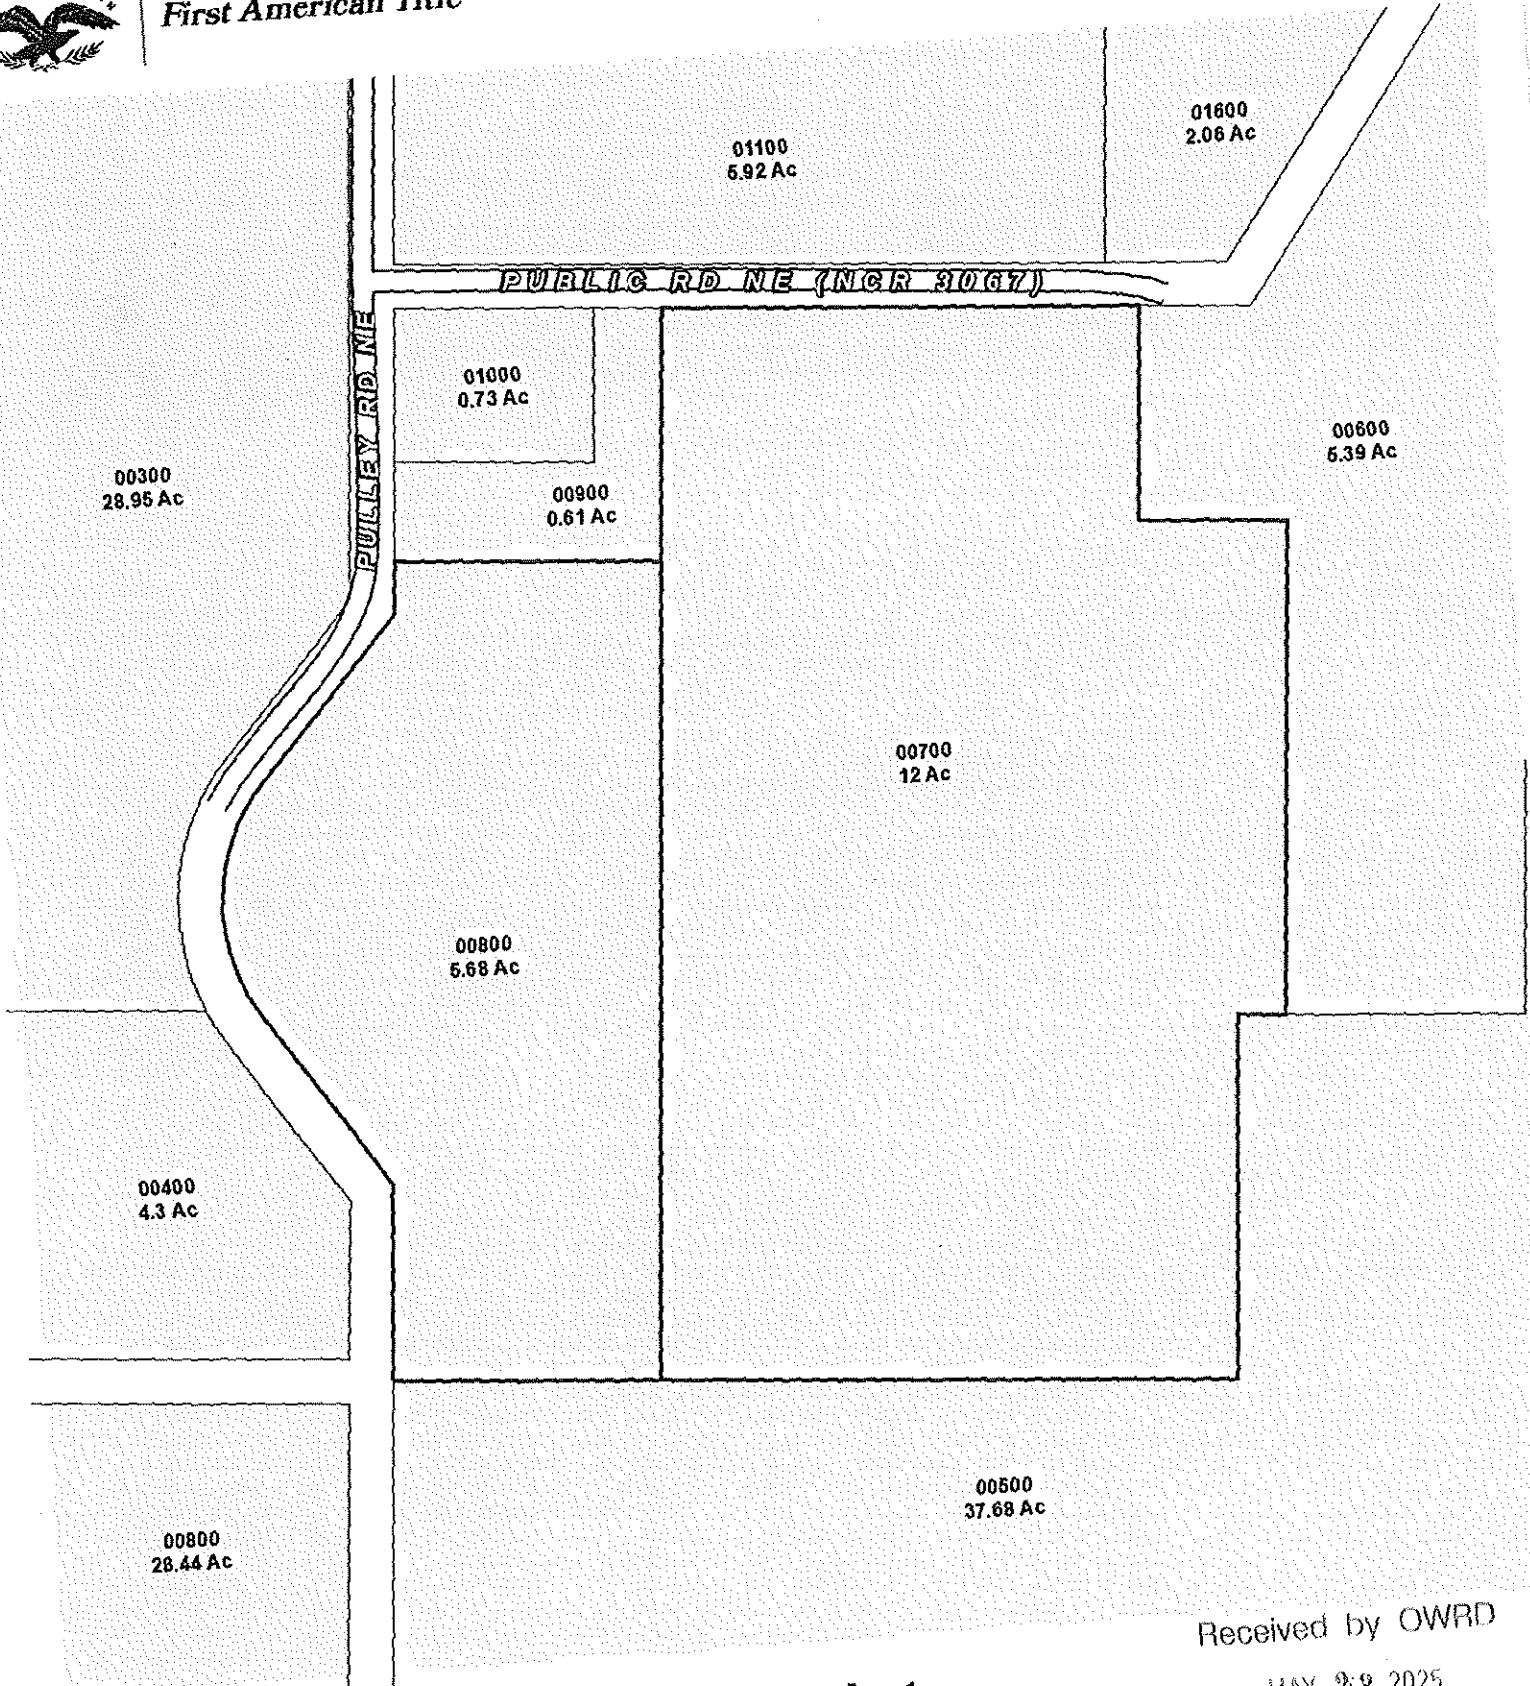 First American Title
01600
2.06 Ac
01100
5.92 Ac
PUBLIC RD NE (NCR 3067)
PULLEY RD NE
01000
0.73 Ac
00600
5.39 Ac
00300
28.95 Ac
00900
0.61 Ac
00700
12 Ac
00800
5.68 Ac
00400
4.3 Ac
00500
37.68 Ac
00800
28.44 Ac
Received by OWRD
MAY 2025